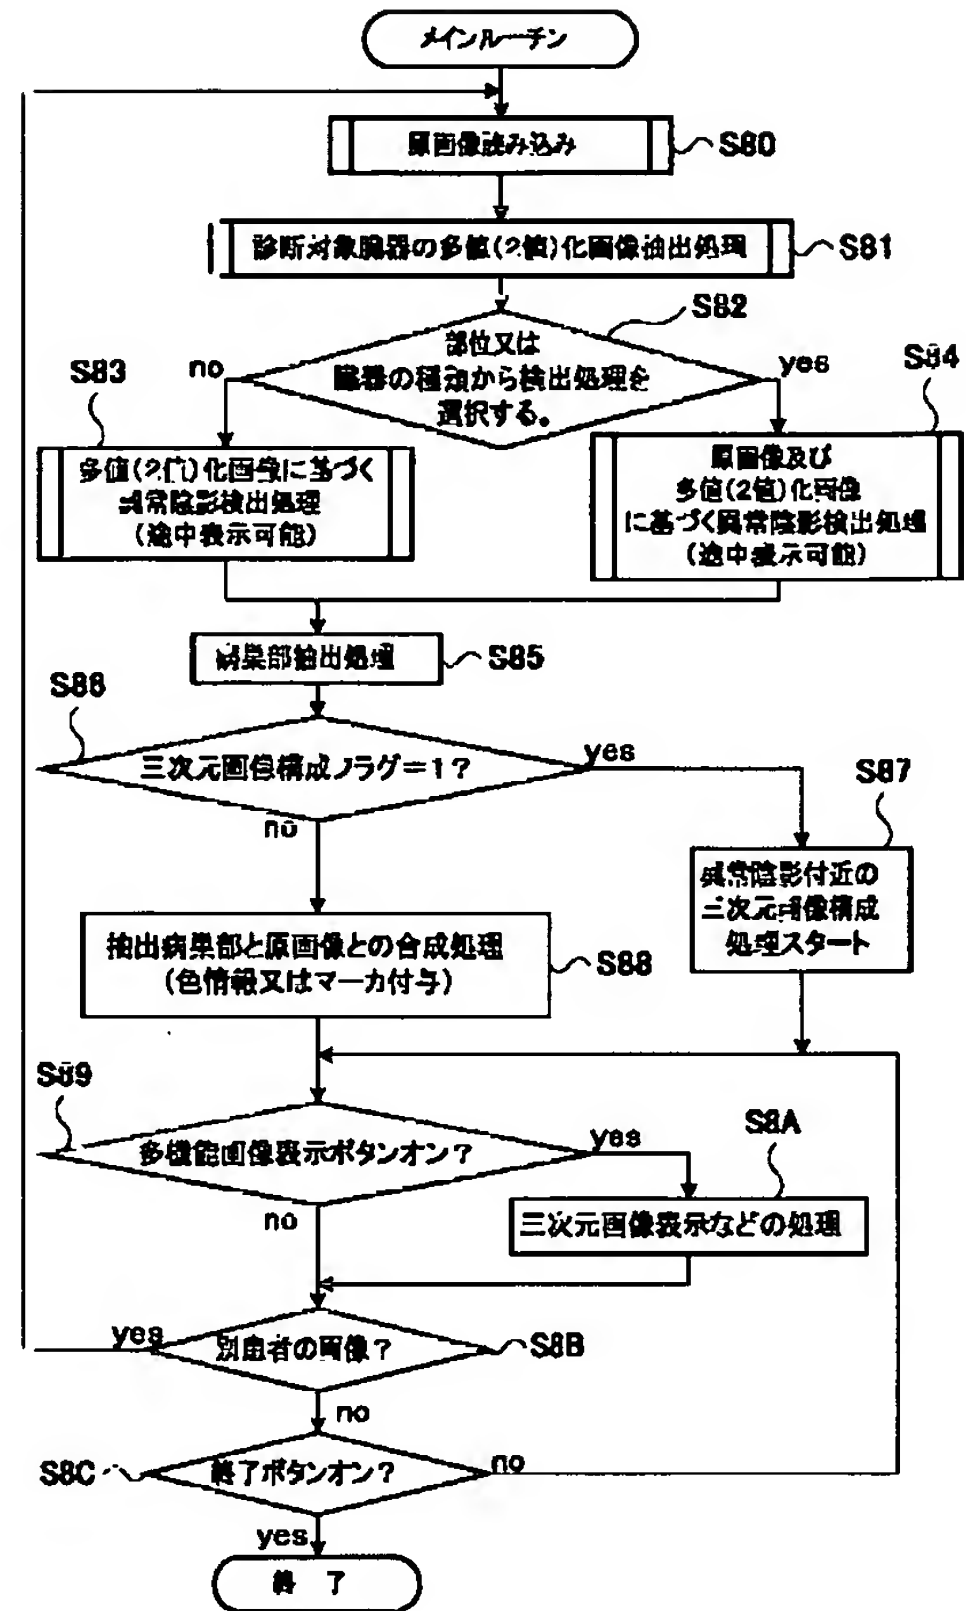 メインルーチン
原画像読み込み
S80
診断対象臓器の多値(2値)化画像抽出処理
S81
S82
部位又は
臓器の種類から検出処理を
選択する。
no
yes
S83
多値(2値)化画像に基づく
異常陰影検出処理
(途中表示可能)
S84
原画像及び
多値(2値)化画像
に基づく異常陰影検出処理
(途中表示可能)
病巣部抽出処理
S85
S86
三次元画像構成フラグ=1?
yes
no
S87
異常陰影付近の
三次元画像構成
処理スタート
抽出病巣部と原画像との合成処理
(色情報又はマーカ付与)
S88
S89
多機能画像表示ボタンオン?
yes
no
S8A
三次元画像表示などの処理
別患者の画像?
yes
S8B
no
S8C
終了ボタンオン?
no
yes
終 了